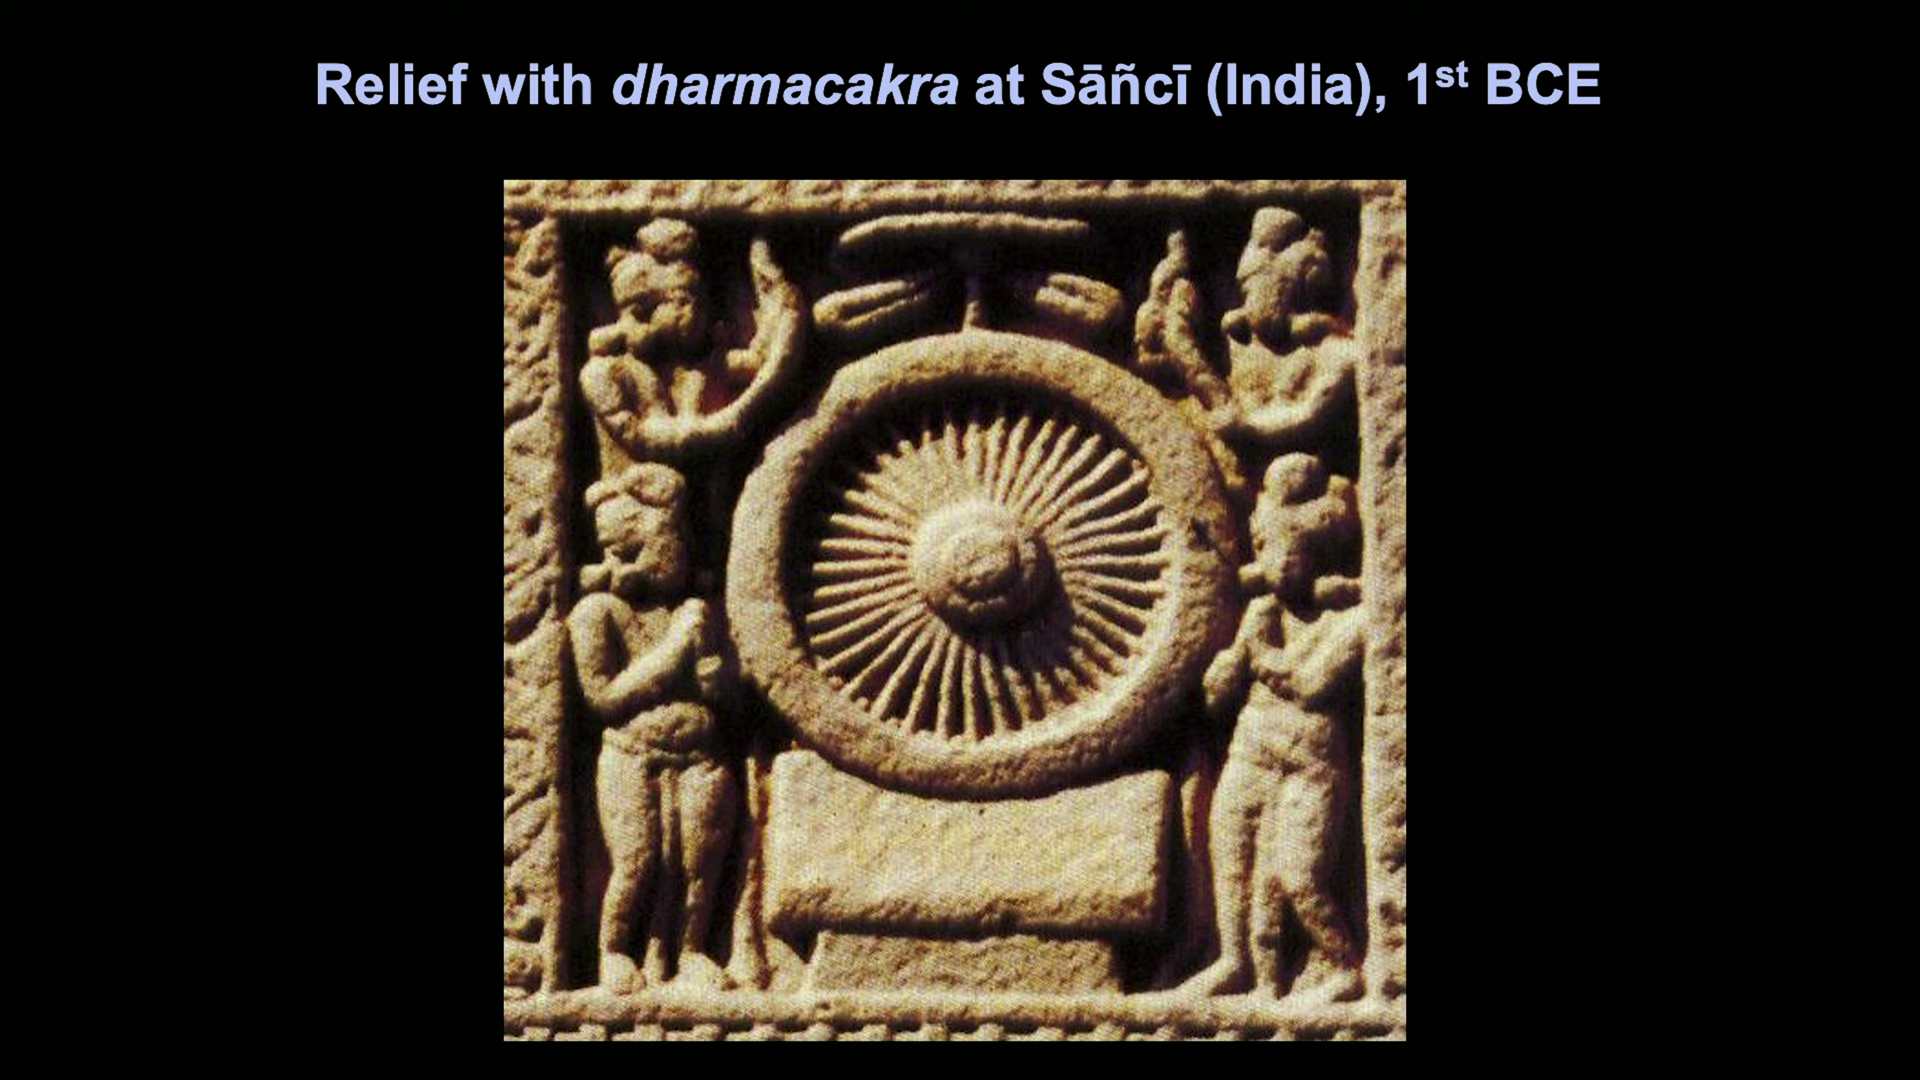 Relief with dharmacakra at Sāñcī (India), 1st BCE